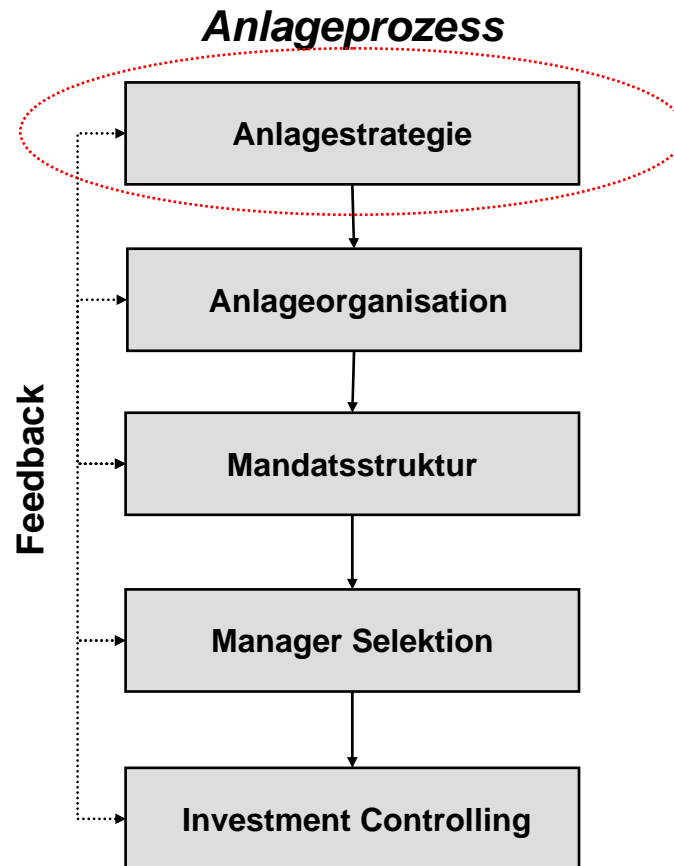 Anlageprozess
Anlagestrategie
Anlageorganisation
Mandatsstruktur
Manager Selektion
Investment Controlling
Feedback